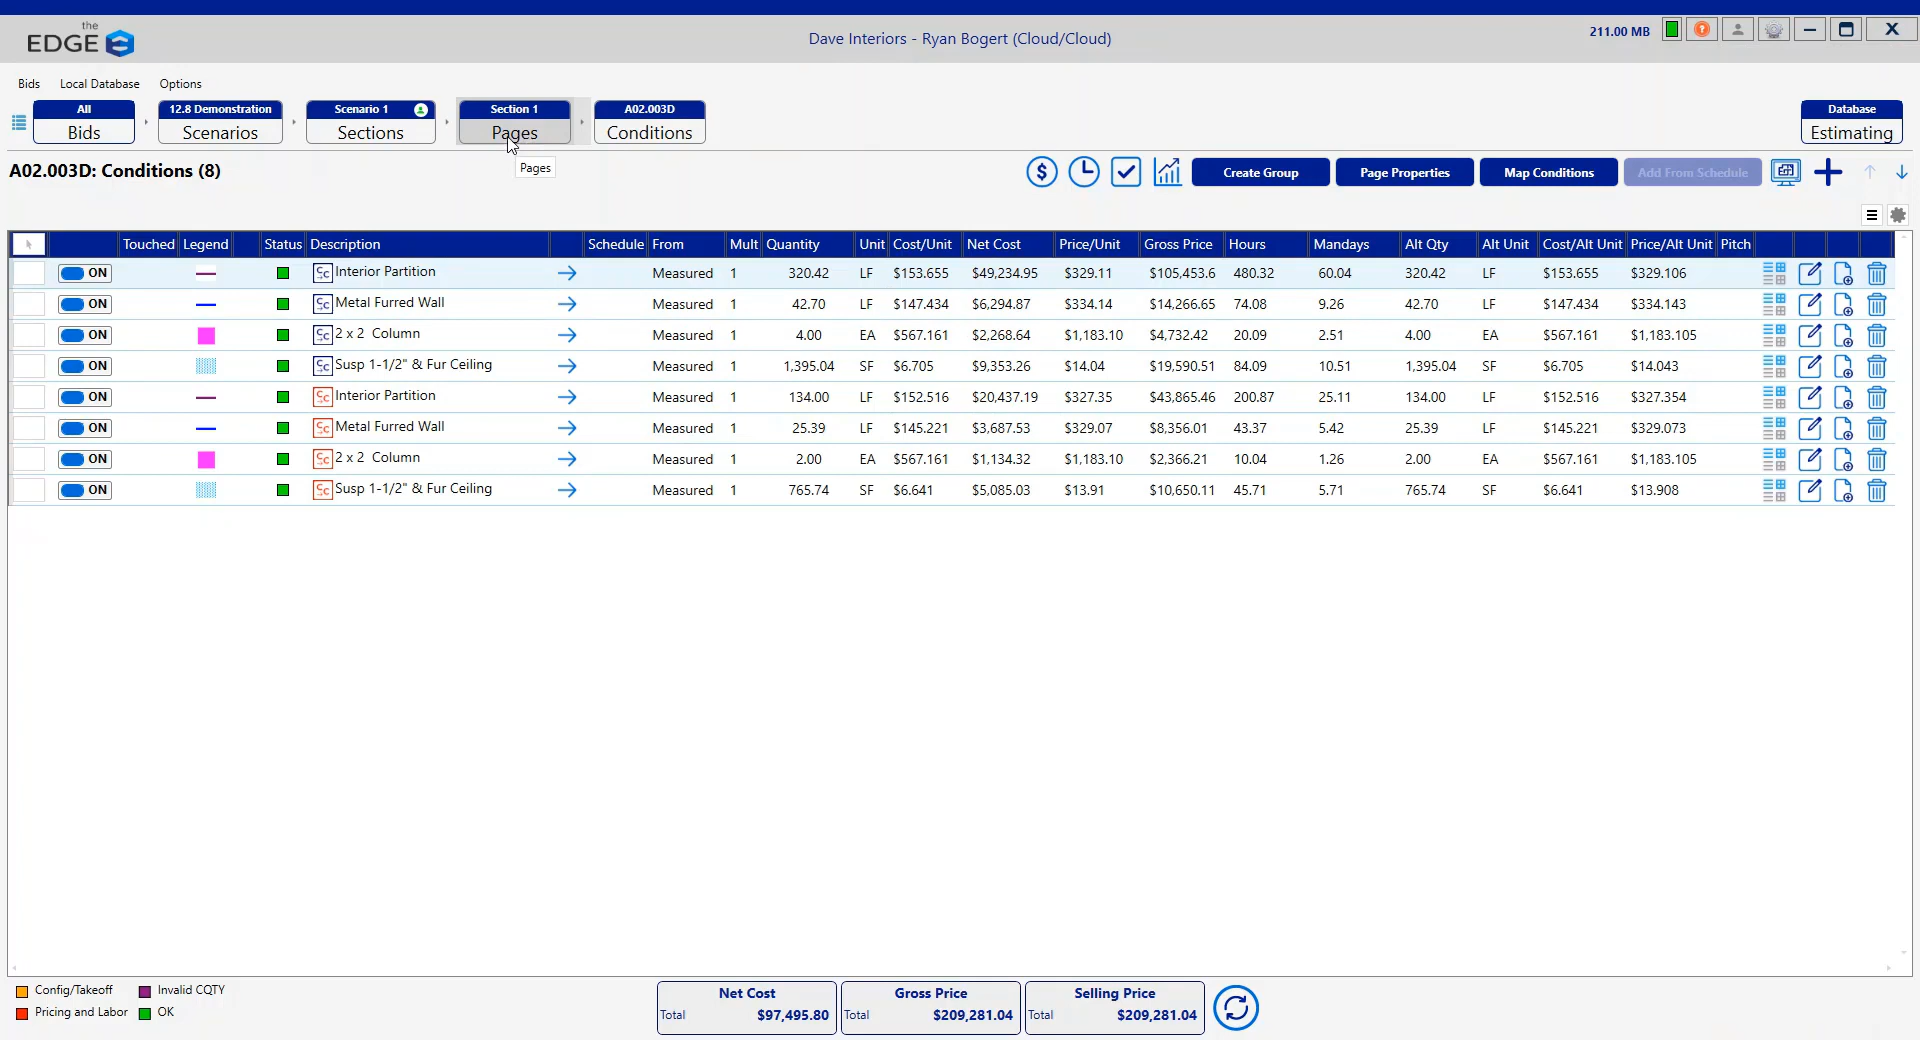 the
EDGE
Dave Interiors - Ryan Bogert (Cloud/Cloud)
211.00 MB
Bids Local Database Options
All
Bids
12.8 Demonstration
Scenarios
Scenario 1
Sections
Section 1
Pages
A02.003D
Conditions
Database
Estimating
Pages
A02.003D: Conditions (8)
Create Group
Page Properties
Map Conditions
Add From Schedule
Touched Legend Status Description Schedule From Mult Quantity Unit Cost/Unit Net Cost Price/Unit Gross Price Hours Mandays Alt Qty Alt Unit Cost/Alt Unit Price/Alt Unit Pitch
ON Interior Partition Measured 1 320.42 LF $153.655 $49,234.95 $329.11 $105,453.6 480.32 60.04 320.42 LF $153.655 $329.106
ON Metal Furred Wall Measured 1 42.70 LF $147.434 $6,294.87 $334.14 $14,266.65 74.08 9.26 42.70 LF $147.434 $334.143
ON 2 x 2 Column Measured 1 4.00 EA $567.161 $2,268.64 $1,183.10 $4,732.42 20.09 2.51 4.00 EA $567.161 $1,183.105
ON Susp 1-1/2" & Fur Ceiling Measured 1 1,395.04 SF $6.705 $9,353.26 $14.04 $19,590.51 84.09 10.51 1,395.04 SF $6.705 $14.043
ON Interior Partition Measured 1 134.00 LF $152.516 $20,437.19 $327.35 $43,865.46 200.87 25.11 134.00 LF $152.516 $327.354
ON Metal Furred Wall Measured 1 25.39 LF $145.221 $3,687.53 $329.07 $8,356.01 43.37 5.42 25.39 LF $145.221 $329.073
ON 2 x 2 Column Measured 1 2.00 EA $567.161 $1,134.32 $1,183.10 $2,366.21 10.04 1.26 2.00 EA $567.161 $1,183.105
ON Susp 1-1/2" & Fur Ceiling Measured 1 765.74 SF $6.641 $5,085.03 $13.91 $10,650.11 45.71 5.71 765.74 SF $6.641 $13.908
Config/Takeoff Invalid CQTY
Pricing and Labor OK
Net Cost
Total $97,495.80
Gross Price
Total $209,281.04
Selling Price
Total $209,281.04